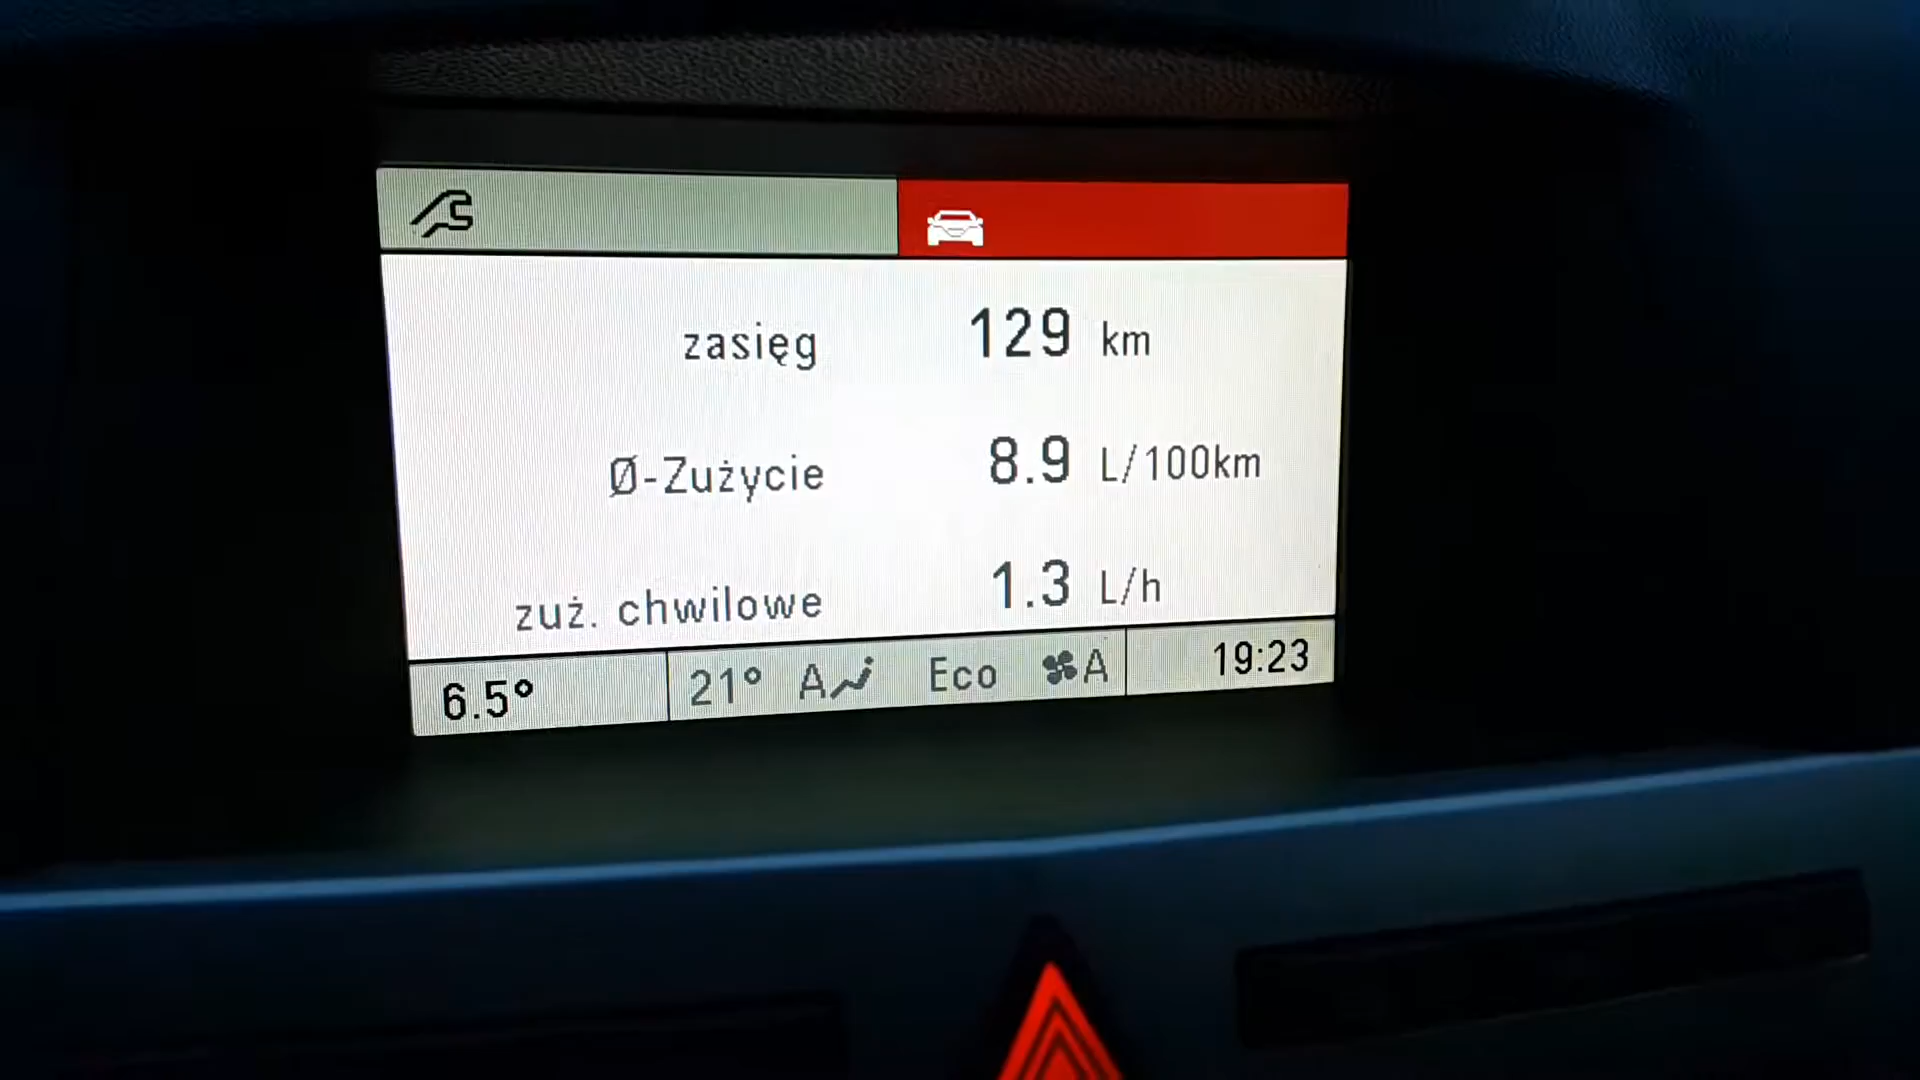 zasięg 129 km
Ø-Zużycie 8.9 L/100km
zuż. chwilowe 1.3 L/h
6.5° 21° A Eco A 19:23